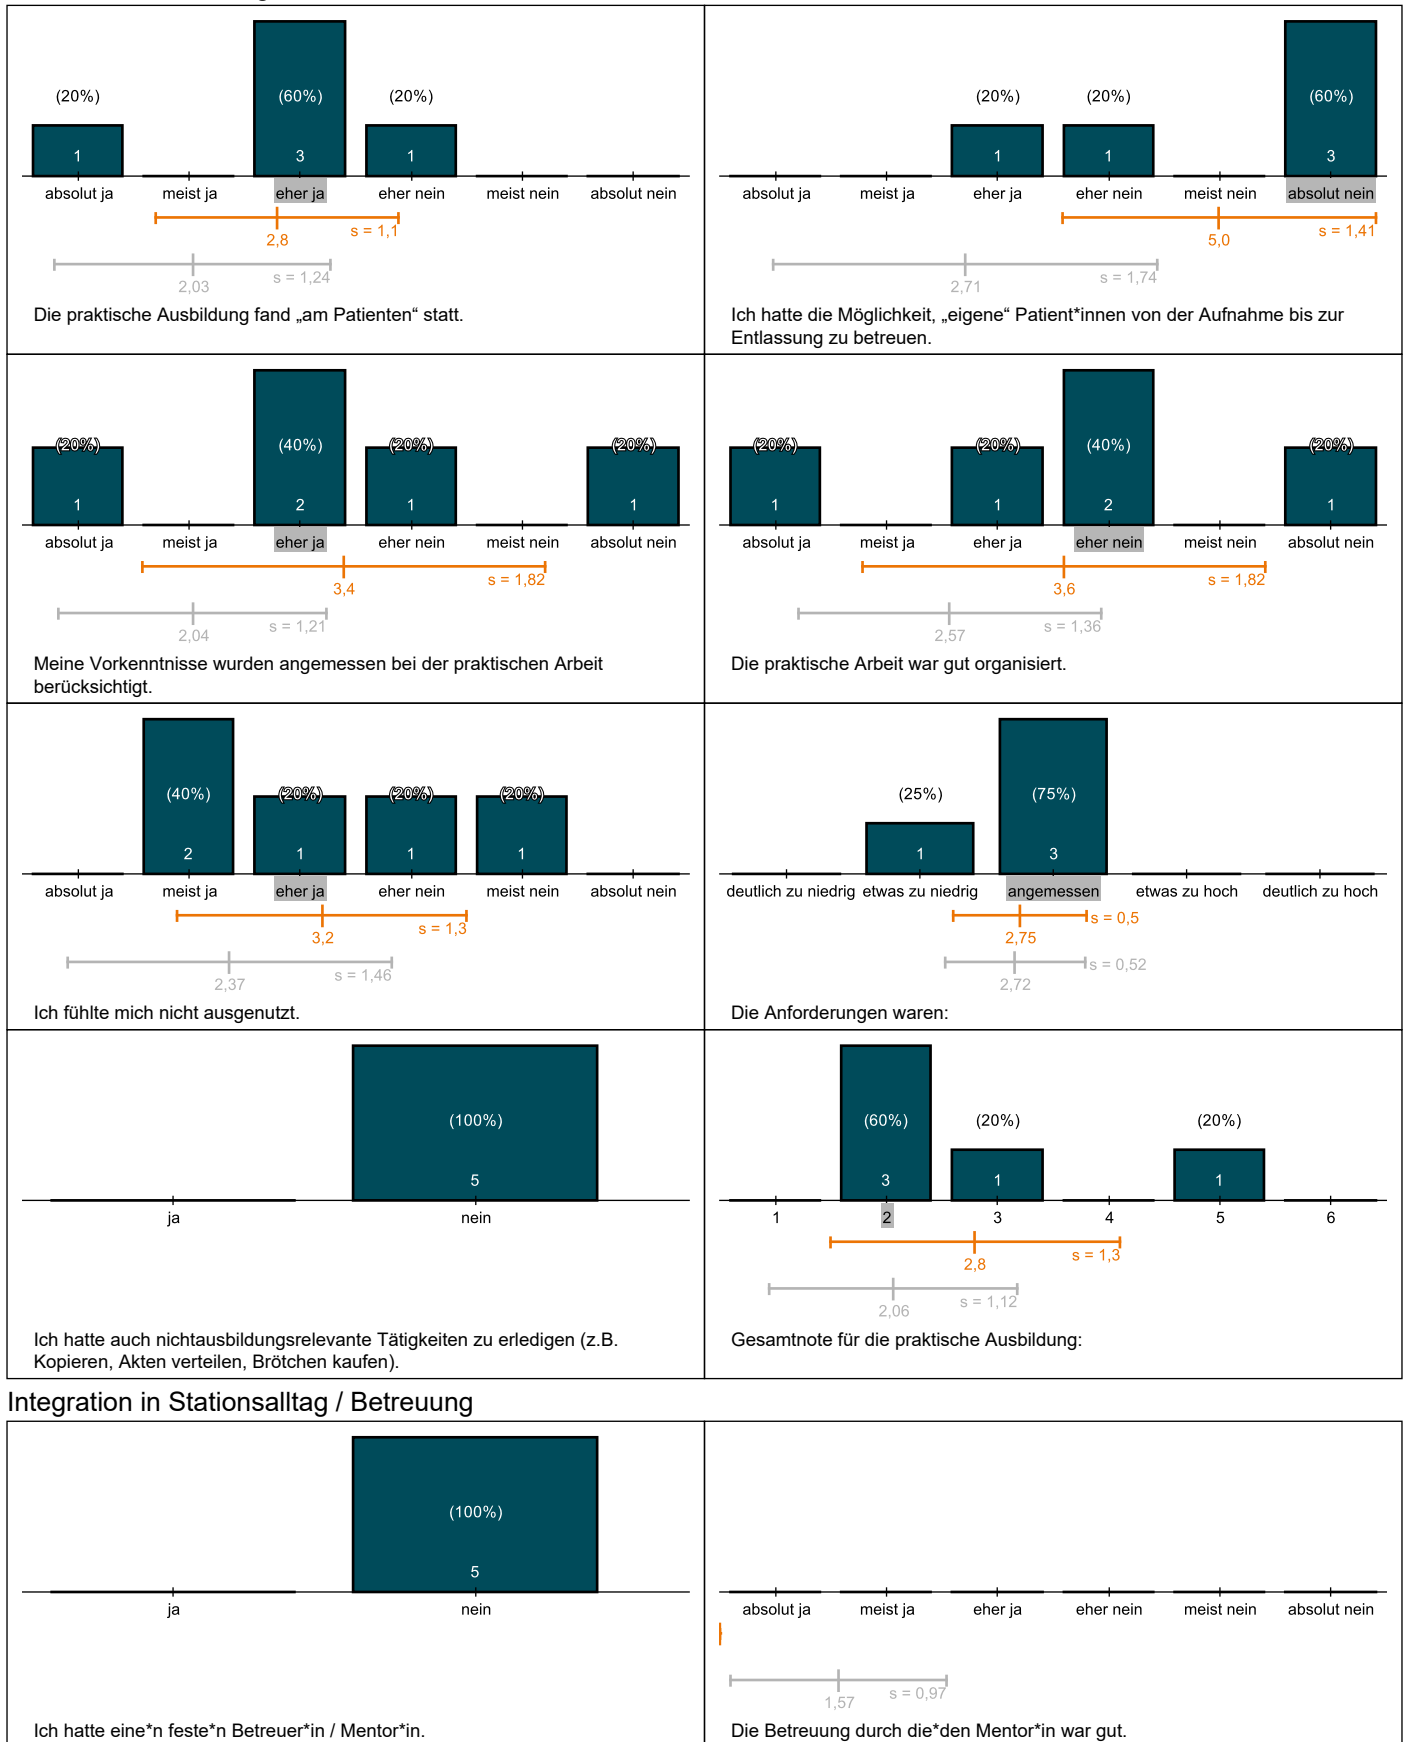 (20%)
(60%)
(20%)
1
3
1
absolut ja
meist ja
eher ja
eher nein
meist nein
absolut nein
2,8
s = 1,1
2,03
s = 1,24
Die praktische Ausbildung fand „am Patienten“ statt.
(20%)
(20%)
(60%)
1
1
3
absolut ja
meist ja
eher ja
eher nein
meist nein
absolut nein
5,0
s = 1,41
2,71
s = 1,74
Ich hatte die Möglichkeit, „eigene“ Patient*innen von der Aufnahme bis zur
Entlassung zu betreuen.
(20%)
(40%)
(20%)
(20%)
1
2
1
1
absolut ja
meist ja
eher ja
eher nein
meist nein
absolut nein
3,4
s = 1,82
2,04
s = 1,21
Meine Vorkenntnisse wurden angemessen bei der praktischen Arbeit
berücksichtigt.
(20%)
(20%)
(40%)
(20%)
1
1
2
1
absolut ja
meist ja
eher ja
eher nein
meist nein
absolut nein
3,6
s = 1,82
2,57
s = 1,36
Die praktische Arbeit war gut organisiert.
(40%)
(20%)
(20%)
(20%)
2
1
1
1
absolut ja
meist ja
eher ja
eher nein
meist nein
absolut nein
3,2
s = 1,3
2,37
s = 1,46
Ich fühlte mich nicht ausgenutzt.
(25%)
(75%)
1
3
deutlich zu niedrig
etwas zu niedrig
angemessen
etwas zu hoch
deutlich zu hoch
2,75
s = 0,5
2,72
s = 0,52
Die Anforderungen waren:
(100%)
5
ja
nein
Ich hatte auch nichtausbildungsrelevante Tätigkeiten zu erledigen (z.B.
Kopieren, Akten verteilen, Brötchen kaufen).
(60%)
(20%)
(20%)
3
1
1
1
2
3
4
5
6
2,8
s = 1,3
2,06
s = 1,12
Gesamtnote für die praktische Ausbildung:
Integration in Stationsalltag / Betreuung
(100%)
5
ja
nein
Ich hatte eine*n feste*n Betreuer*in / Mentor*in.
absolut ja
meist ja
eher ja
eher nein
meist nein
absolut nein
1,57
s = 0,97
Die Betreuung durch die*den Mentor*in war gut.